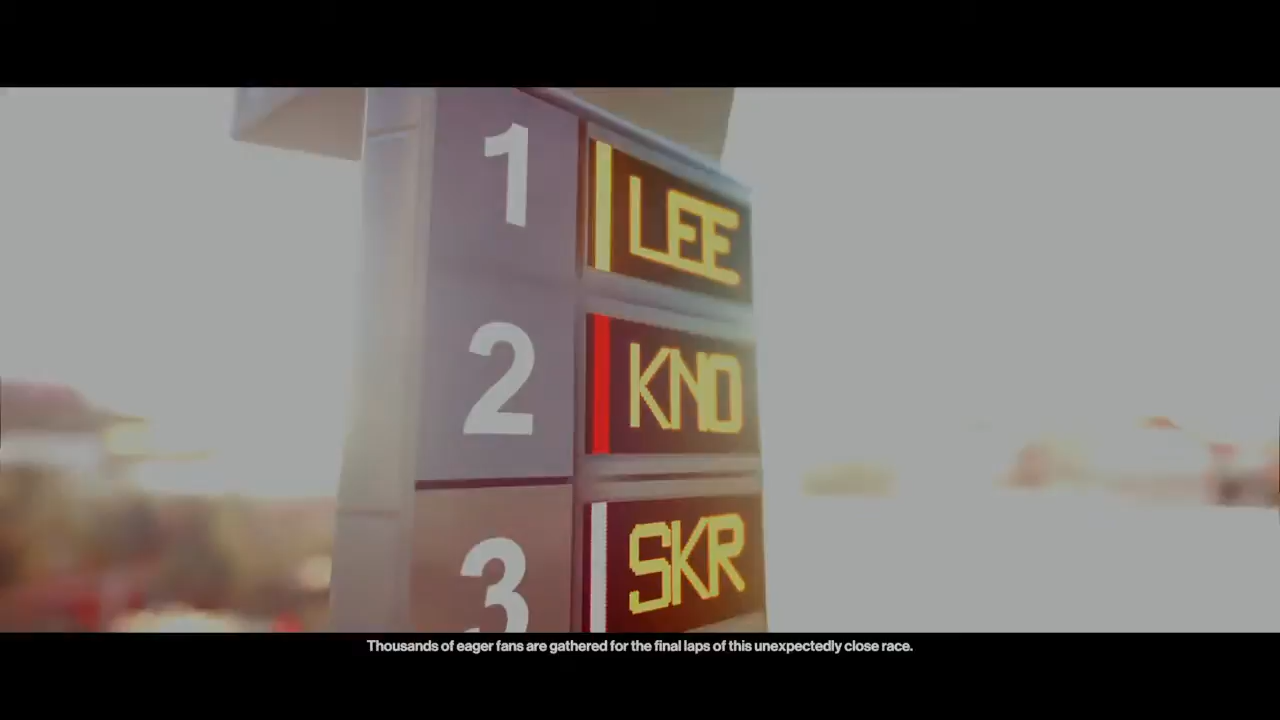 1 LEE
2 KNO
3 SKR
Thousands of eager fans are gathered for the final laps of this unexpectedly close race.